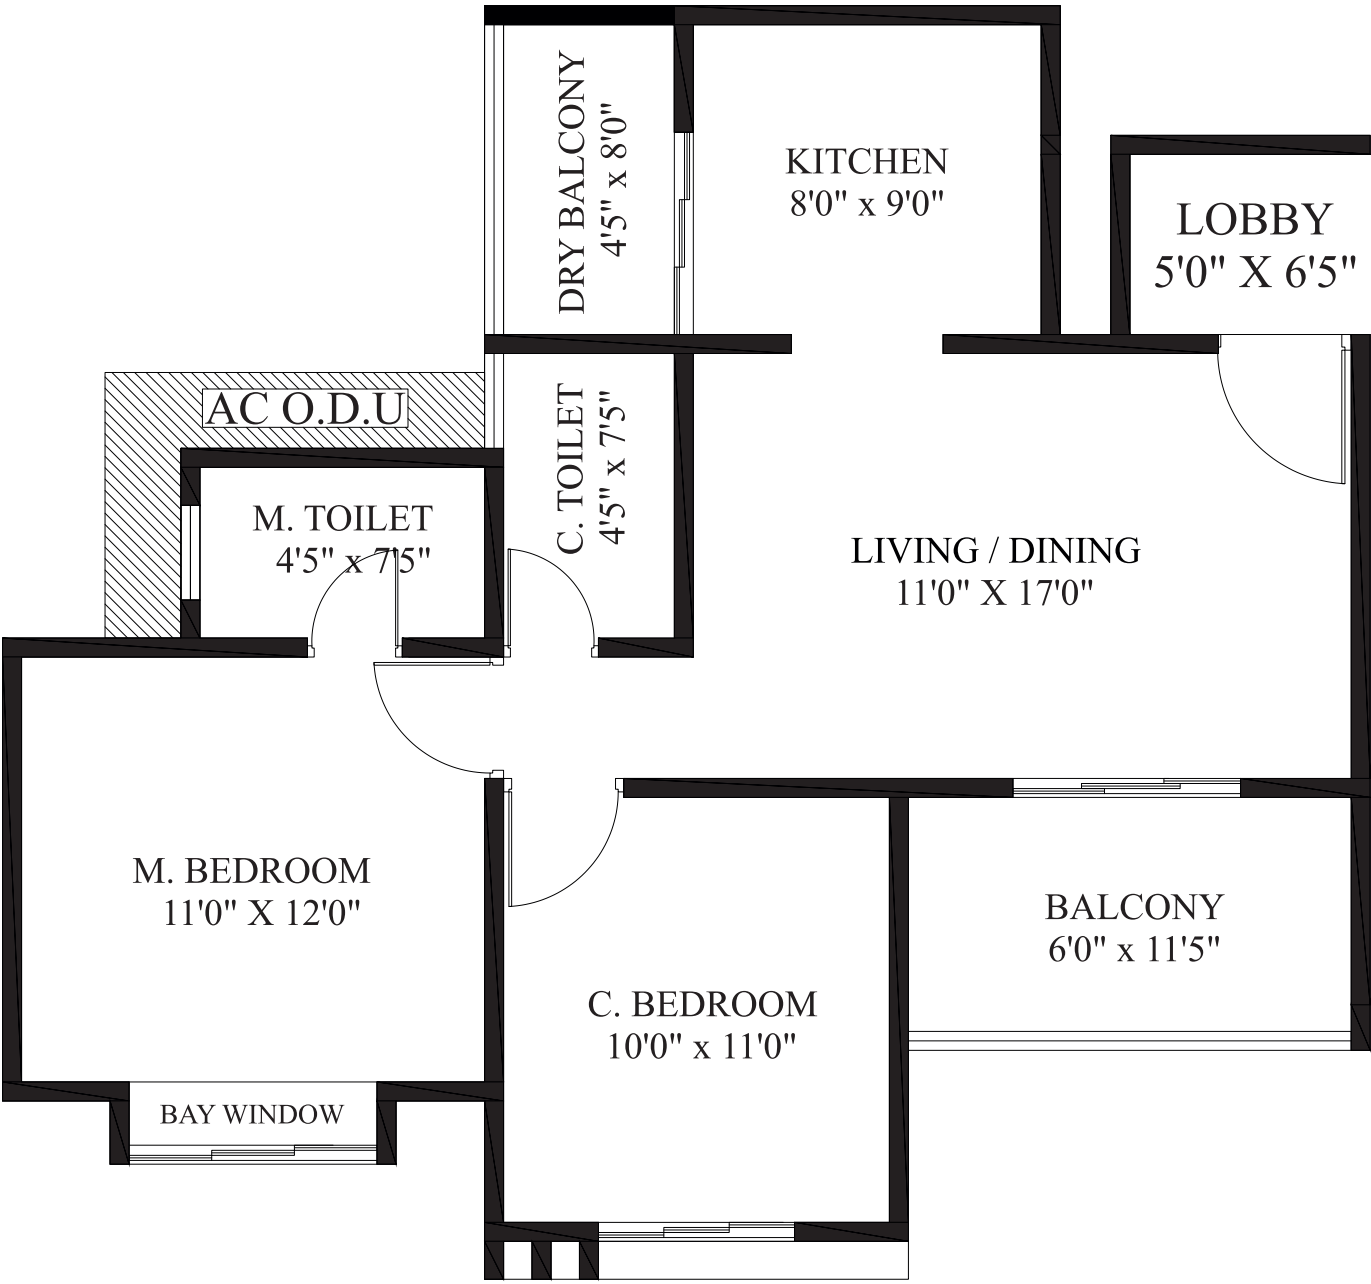 DRY BALCONY
4'5" x 8'0"
KITCHEN
8'0" x 9'0"
LOBBY
5'0" X 6'5"
AC O.D.U
C. TOILET
4'5" x 7'5"
M. TOILET
4'5" x 7'5"
LIVING / DINING
11'0" X 17'0"
M. BEDROOM
11'0" X 12'0"
BALCONY
6'0" x 11'5"
C. BEDROOM
10'0" x 11'0"
BAY WINDOW